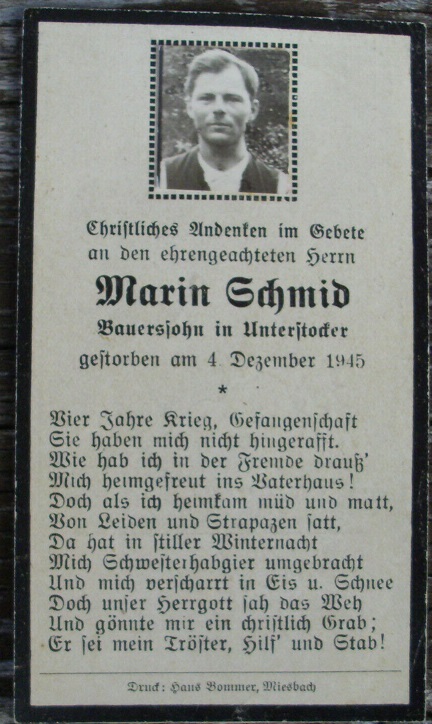 Christliches Andenken im Gebete
an den ehrengeachteten Herrn
Marin Schmid
Bauerssohn in Unterstocker
gestorben am 4. Dezember 1945
*
Vier Jahre Krieg, Gefangenschaft
Sie haben mich nicht hingerafft.
Wie hab ich in der Fremde drauß'
Mich heimgefreut ins Vaterhaus!
Doch als ich heimkam müd und matt,
Von Leiden und Strapazen satt,
Da hat in stiller Winternacht
Mich Schwesterhabgier umgebracht
Und mich verscharrt in Eis u. Schnee
Doch unser Herrgott sah das Weh
Und gönnte mir ein christlich Grab;
Er sei mein Tröster, Hilf' und Stab!
Druck: Hans Bommer, Miesbach